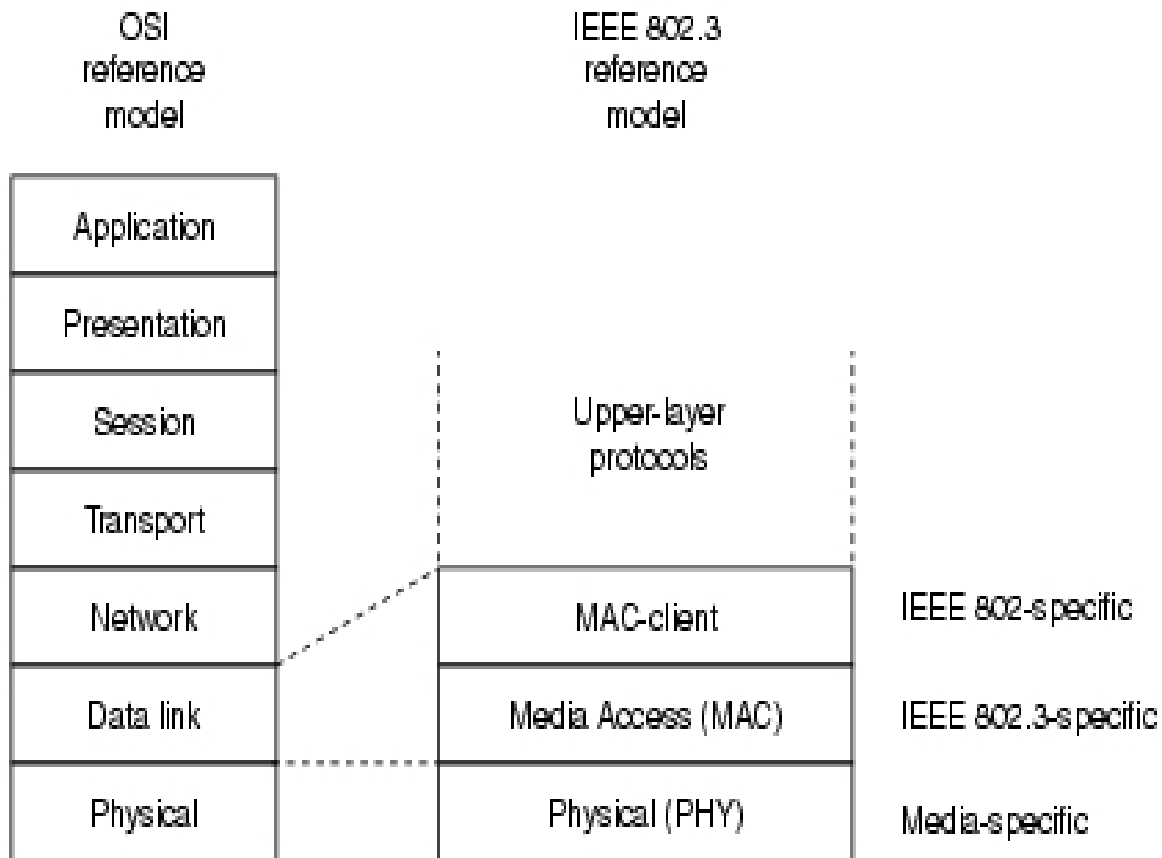 OSI
reference
model
IEEE 802.3
reference
model
Application
Presentation
Session
Transport
Network
Data link
Physical
Upper-layer
protocols
MAC-client
Media Access (MAC)
Physical (PHY)
IEEE 802-specific
IEEE 802.3-specific
Media-specific